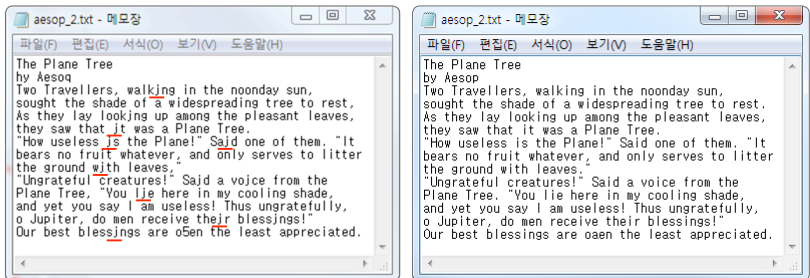 aesop_2.txt - 메모장
파일(F) 편집(E) 서식(O) 보기(V) 도움말(H)
The Plane Tree
by Aesoq
Two Travellers, walkjng in the noonday sun,
sought the shade of a widespreading tree to rest,
As they lay looking up among the pleasant leaves,
they saw that jt was a Plane Tree.
"How useless js the Plane!" Sajd one of them. "It
bears no fruit whatever, and only serves to litter
the ground wjth leaves,"
"Ungrateful creatures!" Said a voice from the
Plane Tree, "You lje here in my cooling shade,
and yet you say I am useless! Thus ungratefully,
o Jupiter, do men receive thejr blessjngs!"
Our best blessjngs are o5en the least appreciated.
aesop_2.txt - 메모장
파일(F) 편집(E) 서식(O) 보기(V) 도움말(H)
The Plane Tree
by Aesop
Two Travellers, walking in the noonday sun,
sought the shade of a widespreading tree to rest.
As they lay looking up among the pleasant leaves,
they saw that it was a Plane Tree.
"How useless is the Plane!" Said one of them. "It
bears no fruit whatever, and only serves to litter
the ground with leaves."
"Ungrateful creatures!" Said a voice from the
Plane Tree. "You lie here in my cooling shade,
and yet you say I am useless! Thus ungratefully,
o Jupiter, do men receive their blessings!"
Our best blessings are oaen the least appreciated.